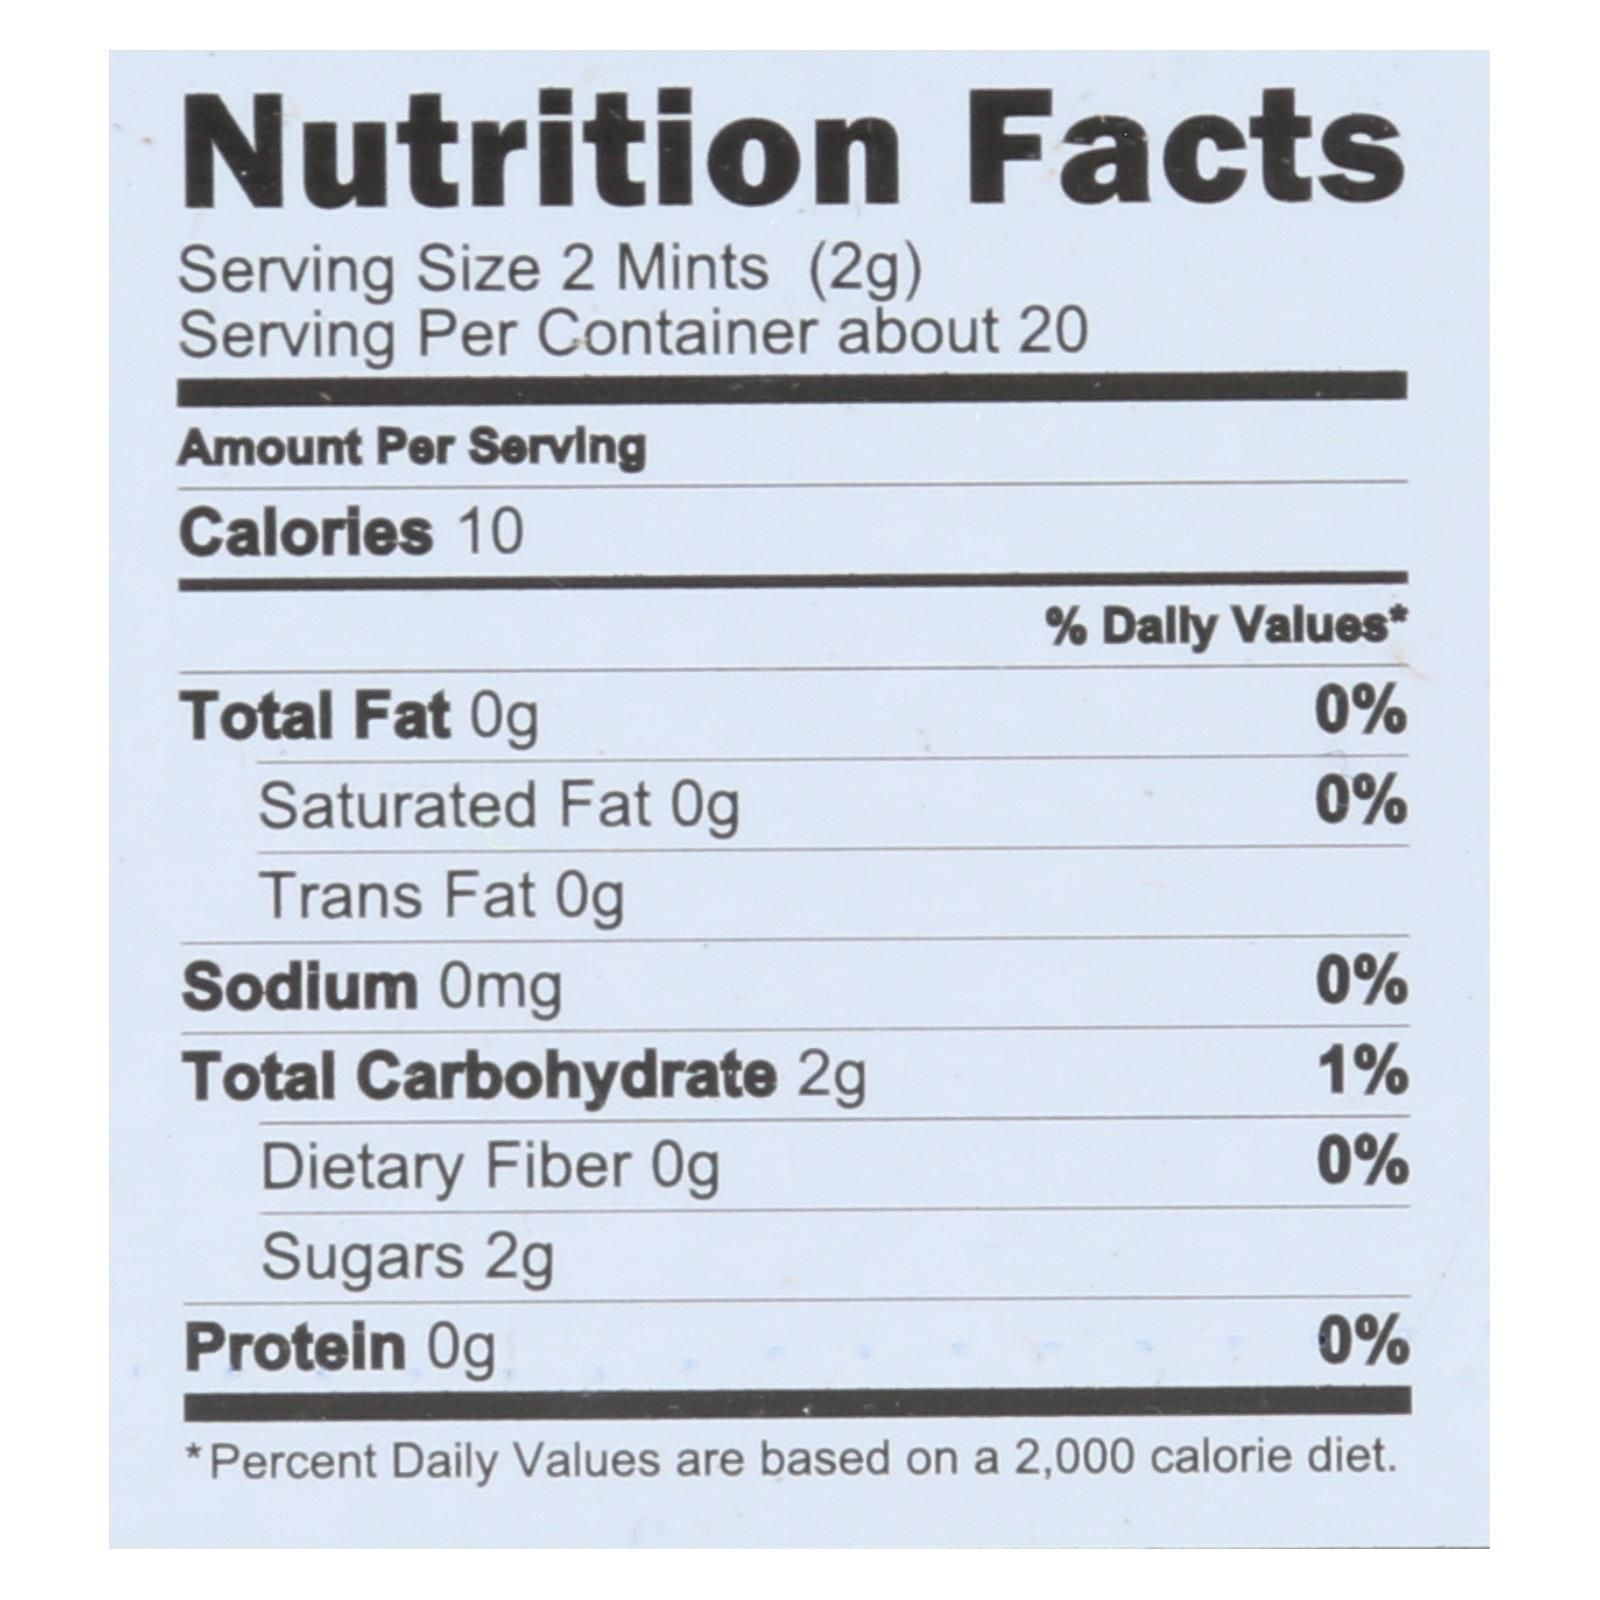 Nutrition Facts
Serving Size 2 Mints (2g)
Serving Per Container about 20
Amount Per Serving
Calories 10
% Daily Values*
Total Fat 0g 0%
Saturated Fat 0g 0%
Trans Fat 0g
Sodium 0mg 0%
Total Carbohydrate 2g 1%
Dietary Fiber 0g 0%
Sugars 2g
Protein 0g 0%
*Percent Daily Values are based on a 2,000 calorie diet.